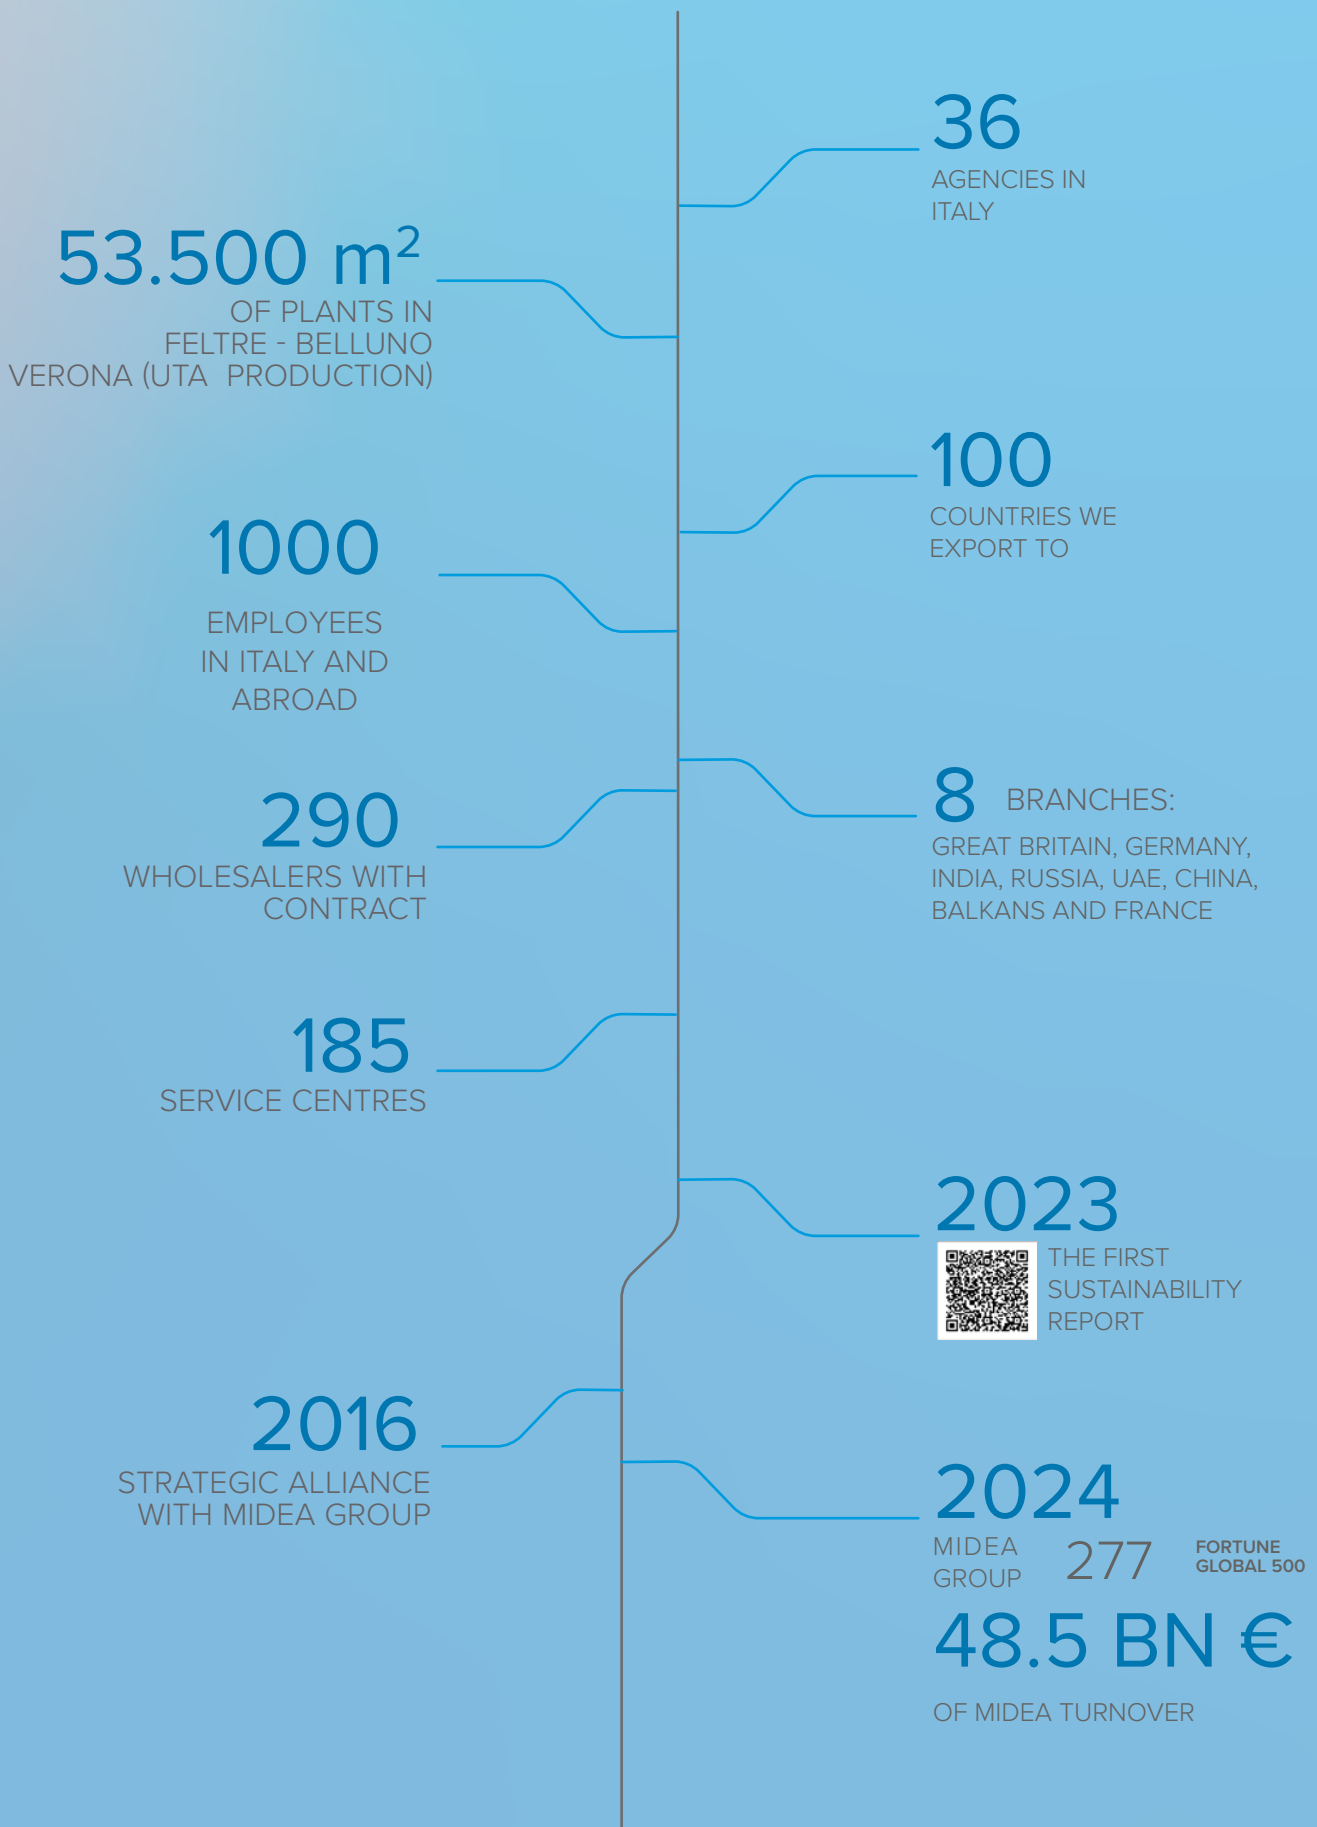 36
AGENCIES IN
ITALY
53.500 m²
OF PLANTS IN
FELTRE - BELLUNO
VERONA (UTA PRODUCTION)
100
COUNTRIES WE
EXPORT TO
1000
EMPLOYEES
IN ITALY AND
ABROAD
8 BRANCHES:
GREAT BRITAIN, GERMANY,
INDIA, RUSSIA, UAE, CHINA,
BALKANS AND FRANCE
290
WHOLESALERS WITH
CONTRACT
185
SERVICE CENTRES
2023
THE FIRST
SUSTAINABILITY
REPORT
2016
STRATEGIC ALLIANCE
WITH MIDEA GROUP
2024
MIDEA
GROUP
277
FORTUNE
GLOBAL 500
48.5 BN €
OF MIDEA TURNOVER